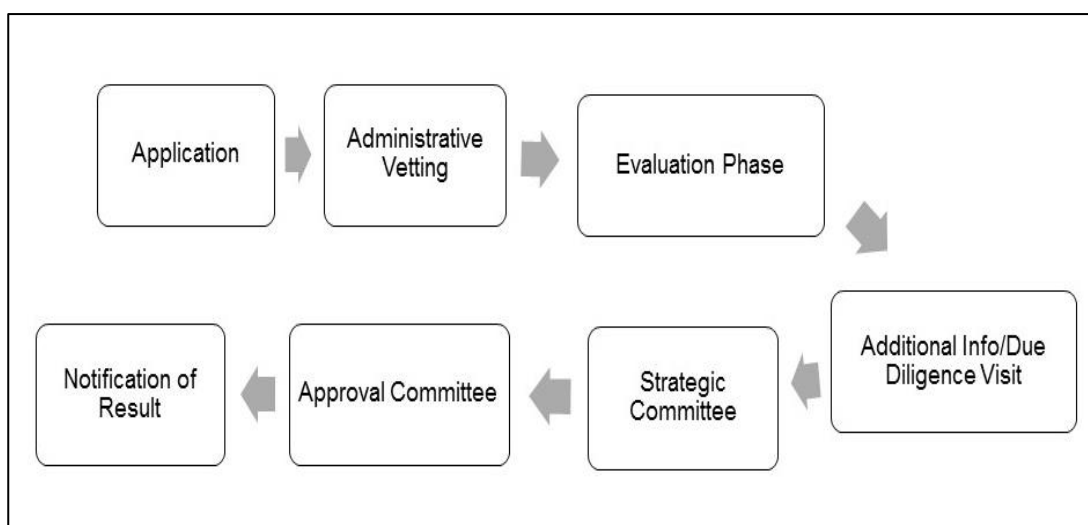 Application
Administrative
Vetting
Evaluation Phase
Additional Info/Due
Diligence Visit
Strategic
Committee
Approval Committee
Notification of
Result